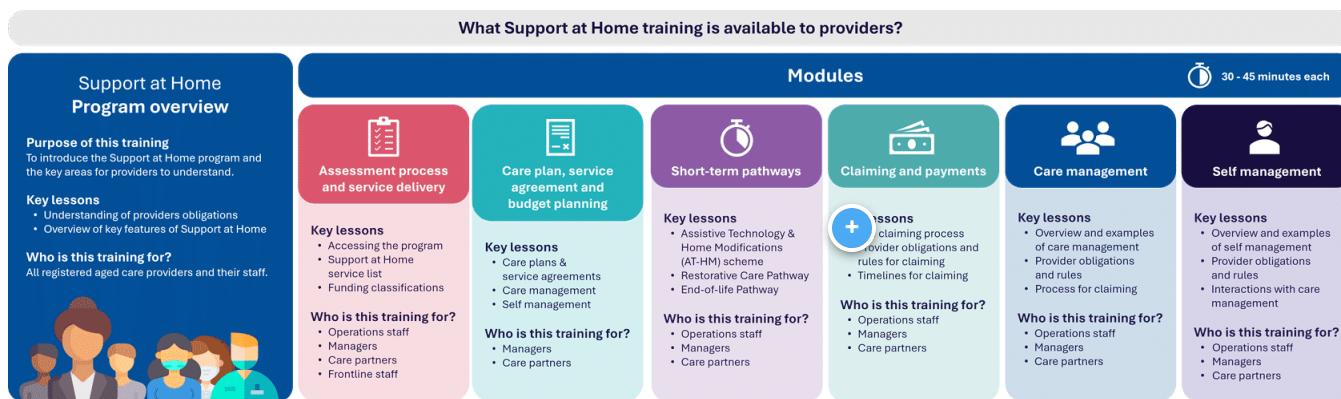 What Support at Home training is available to providers?
Support at Home
Program overview
Purpose of this training
To introduce the Support at Home program and
the key areas for providers to understand.
Key lessons
• Understanding of providers obligations
• Overview of key features of Support at Home
Who is this training for?
All registered aged care providers and their staff.
Modules
30 - 45 minutes each
Assessment process
and service delivery
Key lessons
• Accessing the program
• Support at Home
service list
• Funding classifications
Who is this training for?
• Operations staff
• Managers
• Care partners
• Frontline staff
Care plan, service
agreement and
budget planning
Key lessons
• Care plans &
service agreements
• Care management
• Self management
Who is this training for?
• Managers
• Care partners
Short-term pathways
Key lessons
• Assistive Technology &
Home Modifications
(AT-HM) scheme
• Restorative Care Pathway
• End-of-life Pathway
Who is this training for?
• Operations staff
• Managers
• Care partners
Claiming and payments
lessons
claiming process
ovider obligations and
rules for claiming
• Timelines for claiming
Who is this training for?
• Operations staff
• Managers
• Care partners
Care management
Key lessons
• Overview and examples
of care management
• Provider obligations
and rules
• Process for claiming
Who is this training for?
• Operations staff
• Managers
• Care partners
Self management
Key lessons
• Overview and examples
of self management
• Provider obligations
and rules
• Interactions with care
management
Who is this training for?
• Operations staff
• Managers
• Care partners